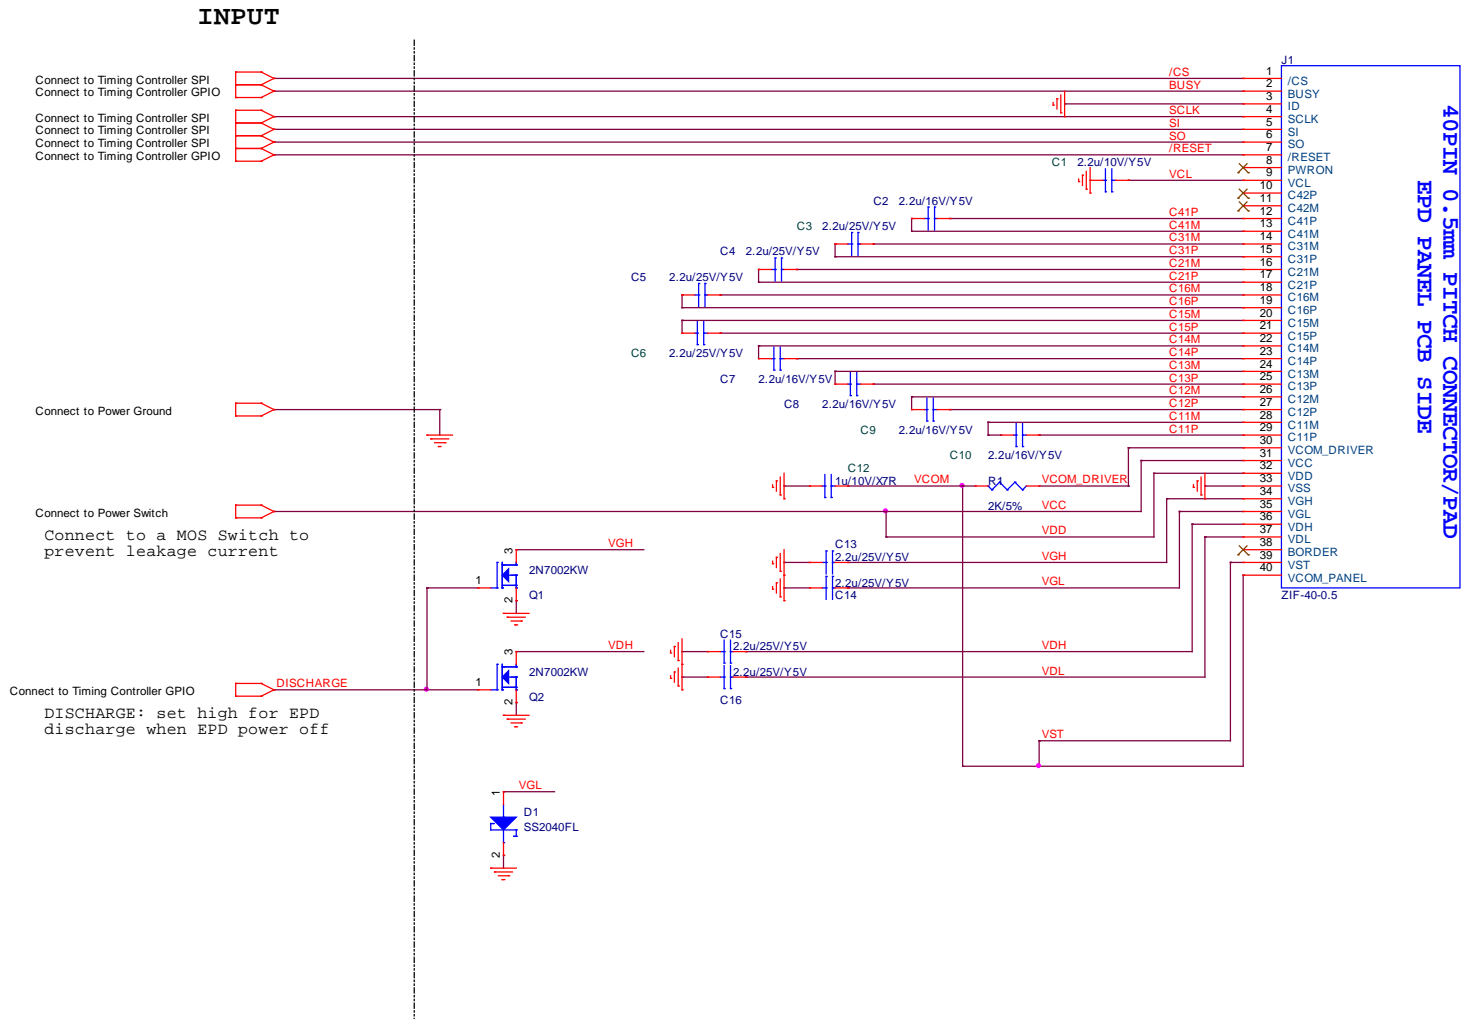 INPUT
Connect to Timing Controller SPI
Connect to Timing Controller GPIO
Connect to Timing Controller SPI
Connect to Timing Controller SPI
Connect to Timing Controller SPI
Connect to Timing Controller GPIO
Connect to Power Ground
Connect to Power Switch
Connect to a MOS Switch to
prevent leakage current
Connect to Timing Controller GPIO
DISCHARGE
DISCHARGE: set high for EPD
discharge when EPD power off
3
VGH
2N7002KW
1
2
Q1
3
VDH
2N7002KW
1
2
Q2
1
VGL
D1
SS2040FL
2
C1 2.2u/10V/Y5V
C2 2.2u/16V/Y5V
C3 2.2u/25V/Y5V
C4 2.2u/25V/Y5V
C5 2.2u/25V/Y5V
C6 2.2u/25V/Y5V
C7 2.2u/16V/Y5V
C8 2.2u/16V/Y5V
C9 2.2u/16V/Y5V
C10 2.2u/16V/Y5V
C12
1u/10V/X7R
VCOM
R1
2K/5%
VCOM_DRIVER
VCC
VDD
C13
2.2u/25V/Y5V
VGH
2.2u/25V/Y5V
C14
VGL
C15
2.2u/25V/Y5V
VDH
2.2u/25V/Y5V
C16
VDL
VST
/CS
BUSY
SCLK
SI
SO
/RESET
VCL
C41P
C41M
C31M
C31P
C21M
C21P
C16M
C16P
C15M
C15P
C14M
C14P
C13M
C13P
C12M
C12P
C11M
C11P
J1
1 /CS
2 BUSY
3 ID
4 SCLK
5 SI
6 SO
7 /RESET
8 PWRON
9 VCL
10 C42P
11 C42M
12 C41P
13 C41M
14 C31M
15 C31P
16 C21M
17 C21P
18 C16M
19 C16P
20 C15M
21 C15P
22 C14M
23 C14P
24 C13M
25 C13P
26 C12M
27 C12P
28 C11M
29 C11P
30 VCOM_DRIVER
31 VCC
32 VDD
33 VSS
34 VGH
35 VGL
36 VDH
37 VDL
38 BORDER
39 VST
40 VCOM_PANEL
ZIF-40-0.5
40PIN 0.5mm PITCH CONNECTOR/PAD
EPD PANEL PCB SIDE